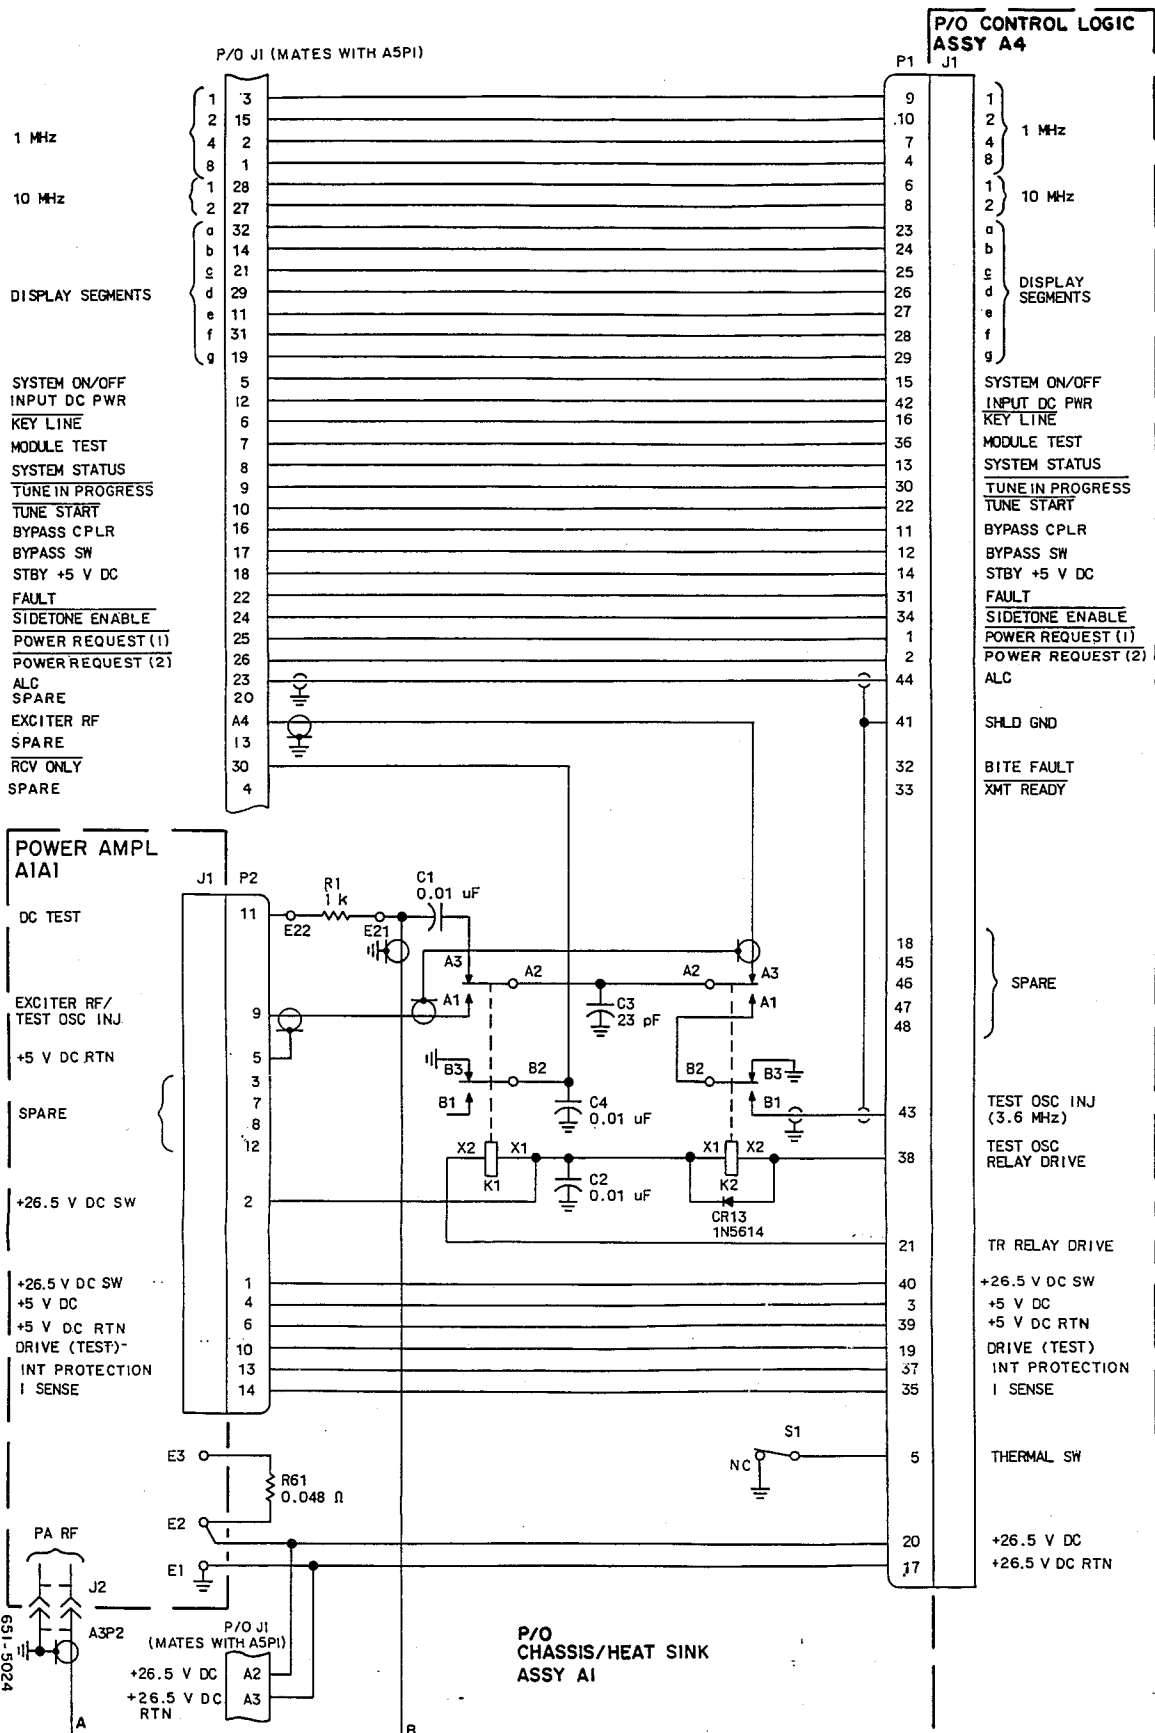 P/O CONTROL LOGIC
ASSY A4
P/O J1 (MATES WITH A5P1)
P1 J1
1 MHz
1 3 9 1
2 15 10 2
4 2 7 4
8 1 4 8
1 MHz
10 MHz
1 28 6 1
2 27 8 2
10 MHz
DISPLAY SEGMENTS
a 32 23 a
b 14 24 b
c 21 25 c
d 29 26 d
e 11 27 e
f 31 28 f
g 19 29 g
DISPLAY
SEGMENTS
SYSTEM ON/OFF 5 15 SYSTEM ON/OFF
INPUT DC PWR 12 42 INPUT DC PWR
KEY LINE 6 16 KEY LINE
MODULE TEST 7 36 MODULE TEST
SYSTEM STATUS 8 13 SYSTEM STATUS
TUNE IN PROGRESS 9 30 TUNE IN PROGRESS
TUNE START 10 22 TUNE START
BYPASS CPLR 16 11 BYPASS CPLR
BYPASS SW 17 12 BYPASS SW
STBY +5 V DC 18 14 STBY +5 V DC
FAULT 22 31 FAULT
SIDETONE ENABLE 24 34 SIDETONE ENABLE
POWER REQUEST (1) 25 1 POWER REQUEST (1)
POWER REQUEST (2) 26 2 POWER REQUEST (2)
ALC 23 44 ALC
SPARE 20
EXCITER RF A4 41 SHLD GND
SPARE 13
RCV ONLY 30 32 BITE FAULT
SPARE 4 33 XMT READY
POWER AMPL
A1A1
J1 P2
R1
1 k
C1
0.01 uF
DC TEST 11
E22 E21
18
45
46
47
48
SPARE
A3 A2 A2 A3
A1 A1
C3
23 pF
EXCITER RF/
TEST OSC INJ 9
+5 V DC RTN 5
SPARE
3
7
8
12
B3 B2 B2 B3
B1 B1
C4
0.01 uF
43 TEST OSC INJ
(3.6 MHz)
X2 X1 X1 X2
K1 K2
38 TEST OSC
RELAY DRIVE
C2
0.01 uF
+26.5 V DC SW 2
CR13
1N5614
21 TR RELAY DRIVE
+26.5 V DC SW 1 40 +26.5 V DC SW
+5 V DC 4 3 +5 V DC
+5 V DC RTN 6 39 +5 V DC RTN
DRIVE (TEST) 10 19 DRIVE (TEST)
INT PROTECTION 13 37 INT PROTECTION
I SENSE 14 35 I SENSE
S1
E3
NC 5 THERMAL SW
R61
0.048 Ω
E2
PA RF
20 +26.5 V DC
E1 17 +26.5 V DC RTN
J2
A3P2
P/O J1
(MATES WITH A5P1)
+26.5 V DC A2
+26.5 V DC A3
RTN
P/O
CHASSIS/HEAT SINK
ASSY A1
651-5024
A B